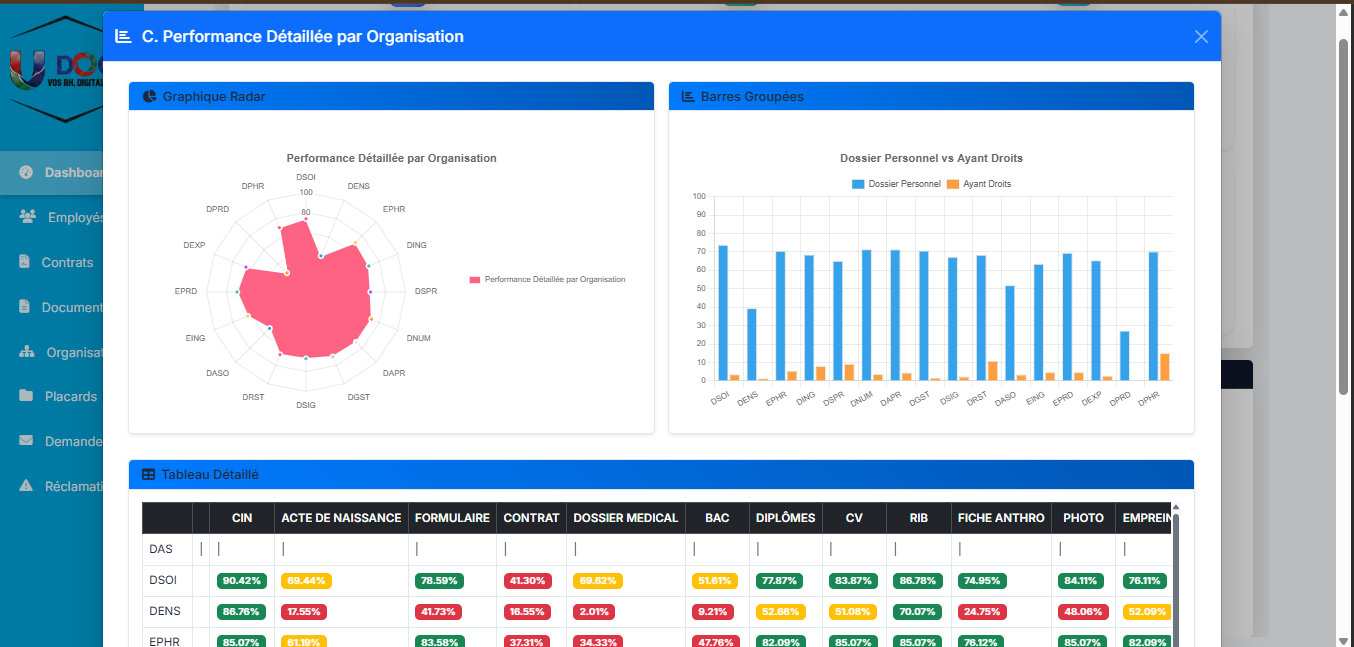 C. Performance Détaillée par Organisation
U DOC
VOS RH, DIGITAL
Dashboar
Employés
Contrats
Document
Organisat
Placards
Demande
Réclamati
Graphique Radar
Performance Détaillée par Organisation
DSOI
DENS
EPHR
DING
DSPR
DNUM
DAPR
DGST
DSIG
DRST
DASO
EING
EPRD
DEXP
DPRD
DPHR
100
80
Performance Détaillée par Organisation
Barres Groupées
Dossier Personnel vs Ayant Droits
Dossier Personnel Ayant Droits
100
90
80
70
60
50
40
30
20
10
0
DSOI DENS EPHR DING DSPR DNUM DAPR DGST DSIG DRST DASO EING EPRD DEXP DPRD DPHR
Tableau Détaillé
CIN ACTE DE NAISSANCE FORMULAIRE CONTRAT DOSSIER MEDICAL BAC DIPLÔMES CV RIB FICHE ANTHRO PHOTO EMPREIN
DAS | | | | | | | | | | | | |
DSOI 90.42% 69.44% 78.59% 41.30% 69.62% 51.61% 77.87% 83.87% 86.78% 74.95% 84.11% 76.11%
DENS 86.76% 17.55% 41.73% 16.55% 2.01% 9.21% 52.66% 51.08% 70.07% 24.75% 48.06% 52.09%
EPHR 85.07% 61.19% 83.58% 37.31% 34.33% 47.76% 82.09% 85.07% 85.07% 76.12% 85.07% 82.09%